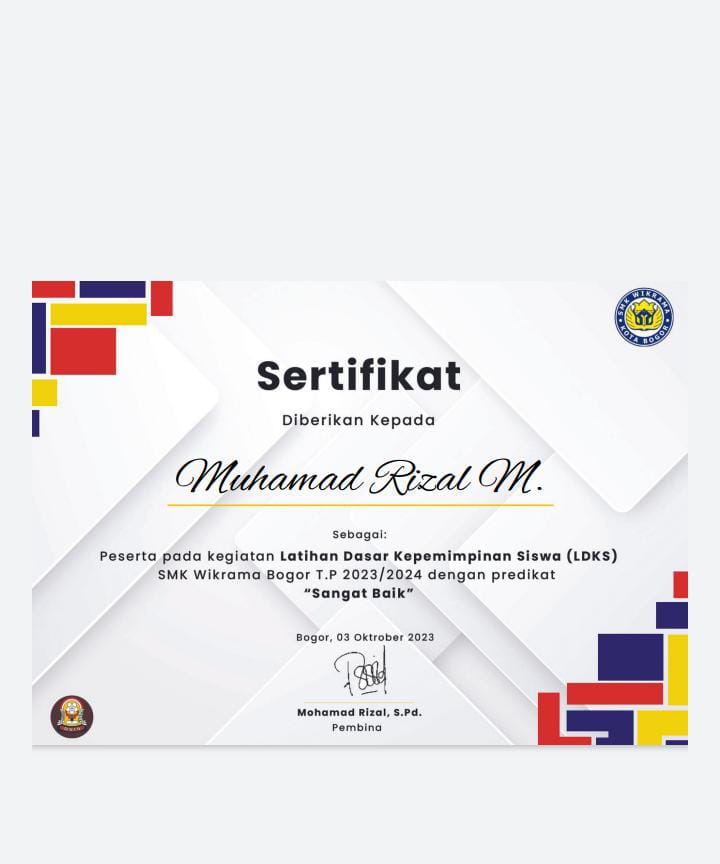 SMK WIKRAMA
KOTA BOGOR
Sertifikat
Diberikan Kepada
Muhamad Rizal M.
Sebagai:
Peserta pada kegiatan Latihan Dasar Kepemimpinan Siswa (LDKS)
SMK Wikrama Bogor T.P 2023/2024 dengan predikat
“Sangat Baik”
Bogor, 03 Oktober 2023
Mohamad Rizal, S.Pd.
Pembina